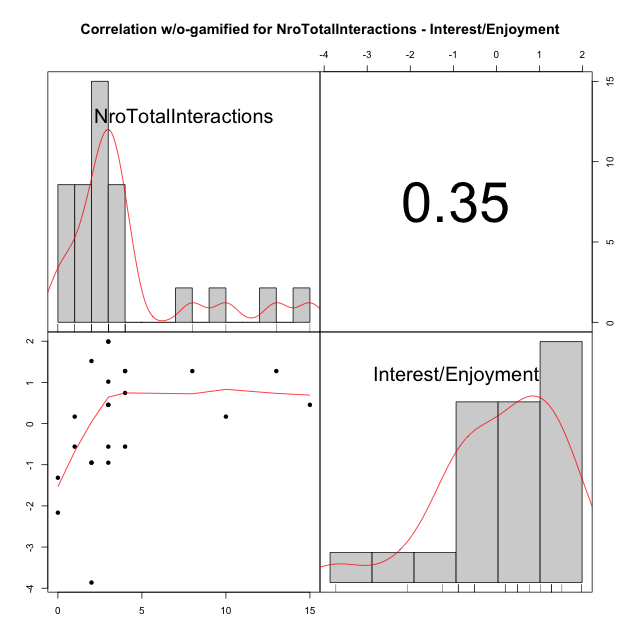 Correlation w/o-gamified for NroTotalInteractions - Interest/Enjoyment
-4 -3 -2 -1 0 1 2
NroTotalInteractions
0.35
15
10
5
0
2
1
0
-1
-2
-3
-4
Interest/Enjoyment
0 5 10 15